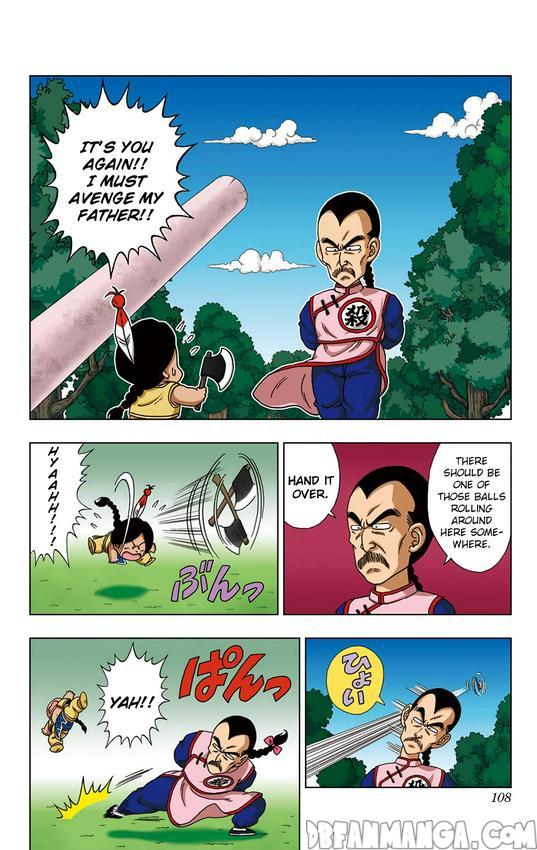 IT'S YOU
AGAIN!!
I MUST
AVENGE MY
FATHER!!
殺
HYAAHH!!!
ぶんっ
THERE
SHOULD BE
ONE OF
THOSE BALLS
ROLLING
AROUND
HERE SOME-
WHERE.
HAND IT
OVER.
YAH!!
ぱんっ
殺
ひょい
108
DBFANMANGA.COM